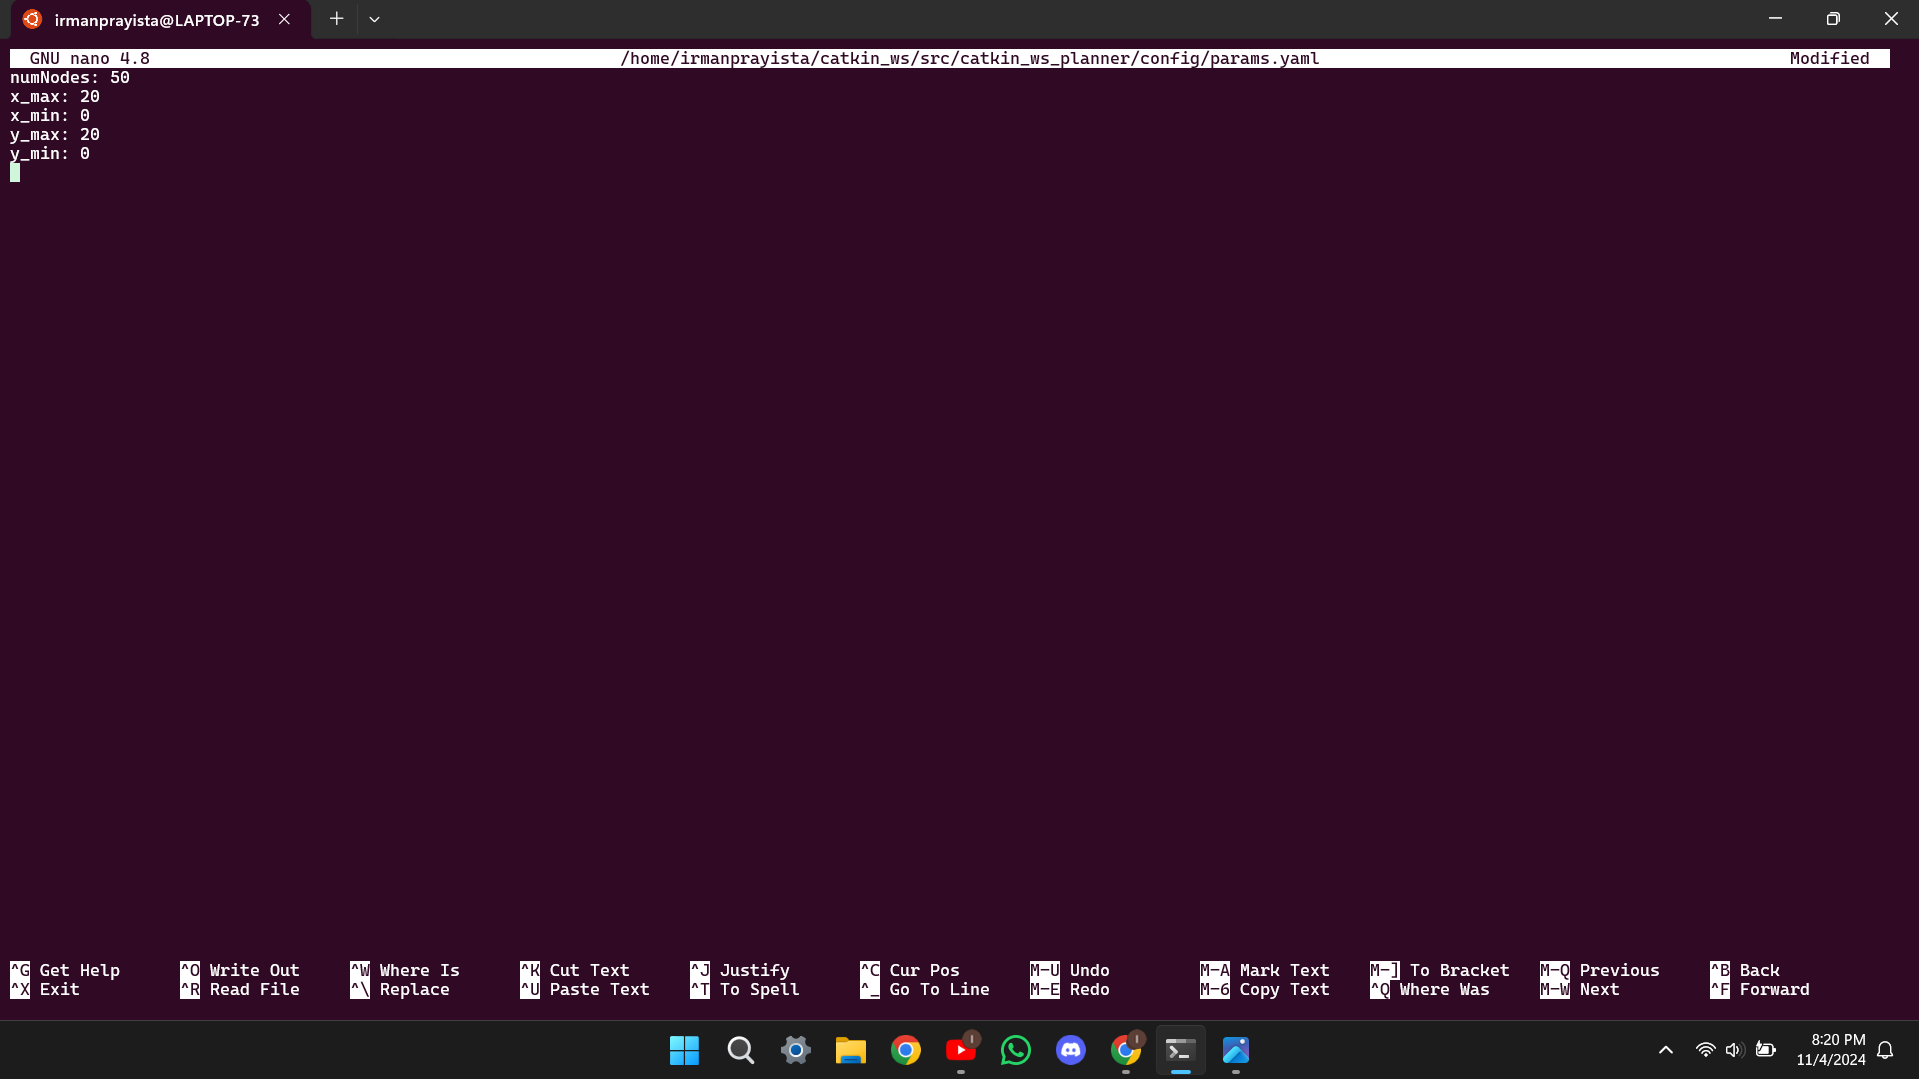 irmanprayista@LAPTOP-73
GNU nano 4.8 /home/irmanprayista/catkin_ws/src/catkin_ws_planner/config/params.yaml Modified
numNodes: 50
x_max: 20
x_min: 0
y_max: 20
y_min: 0
^G Get Help ^O Write Out ^W Where Is ^K Cut Text ^J Justify ^C Cur Pos M-U Undo M-A Mark Text M-] To Bracket M-Q Previous ^B Back
^X Exit ^R Read File ^\ Replace ^U Paste Text ^T To Spell ^_ Go To Line M-E Redo M-6 Copy Text ^Q Where Was M-W Next ^F Forward
8:20 PM
11/4/2024